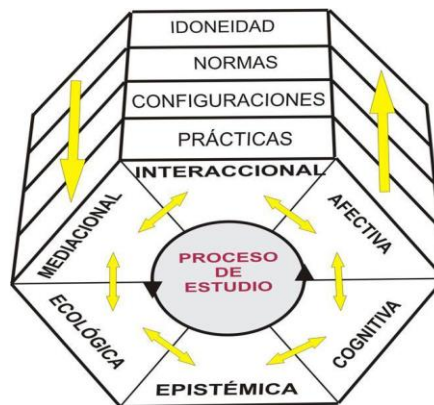 IDONEIDAD
NORMAS
CONFIGURACIONES
PRÁCTICAS
INTERACCIONAL
MEDIACIONAL
AFECTIVA
PROCESO
DE
ESTUDIO
ECOLÓGICA
COGNITIVA
EPISTÉMICA